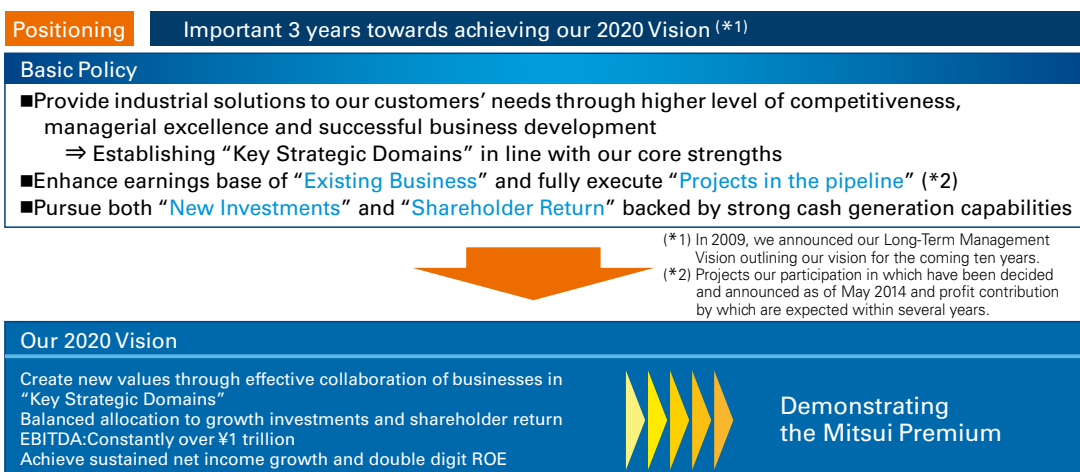 Positioning
Important 3 years towards achieving our 2020 Vision (*1)
Basic Policy
■Provide industrial solutions to our customers’ needs through higher level of competitiveness,
managerial excellence and successful business development
⇒ Establishing “Key Strategic Domains” in line with our core strengths
■Enhance earnings base of “Existing Business” and fully execute “Projects in the pipeline” (*2)
■Pursue both “New Investments” and “Shareholder Return” backed by strong cash generation capabilities
(*1) In 2009, we announced our Long-Term Management
Vision outlining our vision for the coming ten years.
(*2) Projects our participation in which have been decided
and announced as of May 2014 and profit contribution
by which are expected within several years.
Our 2020 Vision
Create new values through effective collaboration of businesses in
“Key Strategic Domains”
Balanced allocation to growth investments and shareholder return
EBITDA:Constantly over ¥1 trillion
Achieve sustained net income growth and double digit ROE
Demonstrating
the Mitsui Premium